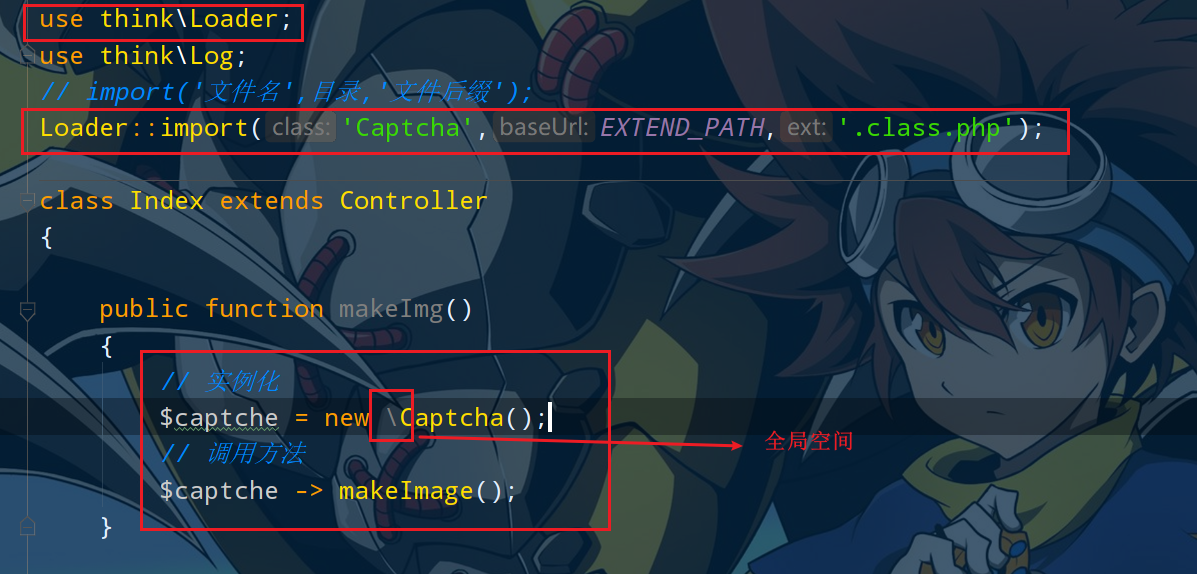 use think\Loader;
use think\Log;
// import('文件名',目录,'文件后缀');
Loader::import( class: 'Captcha', baseUrl: EXTEND_PATH, ext: '.class.php');
class Index extends Controller
{
public function makeImg()
{
// 实例化
$captche = new \Captcha();
全局空间
// 调用方法
$captche -> makeImage();
}